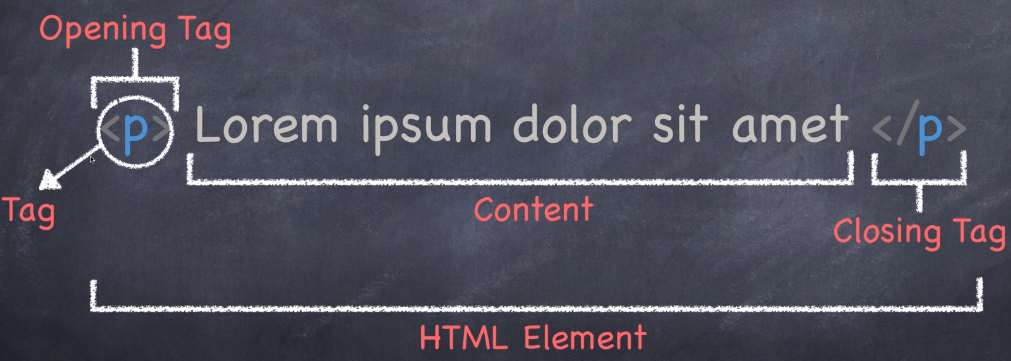 Opening Tag
<p> Lorem ipsum dolor sit amet </p>
Tag
Content
Closing Tag
HTML Element